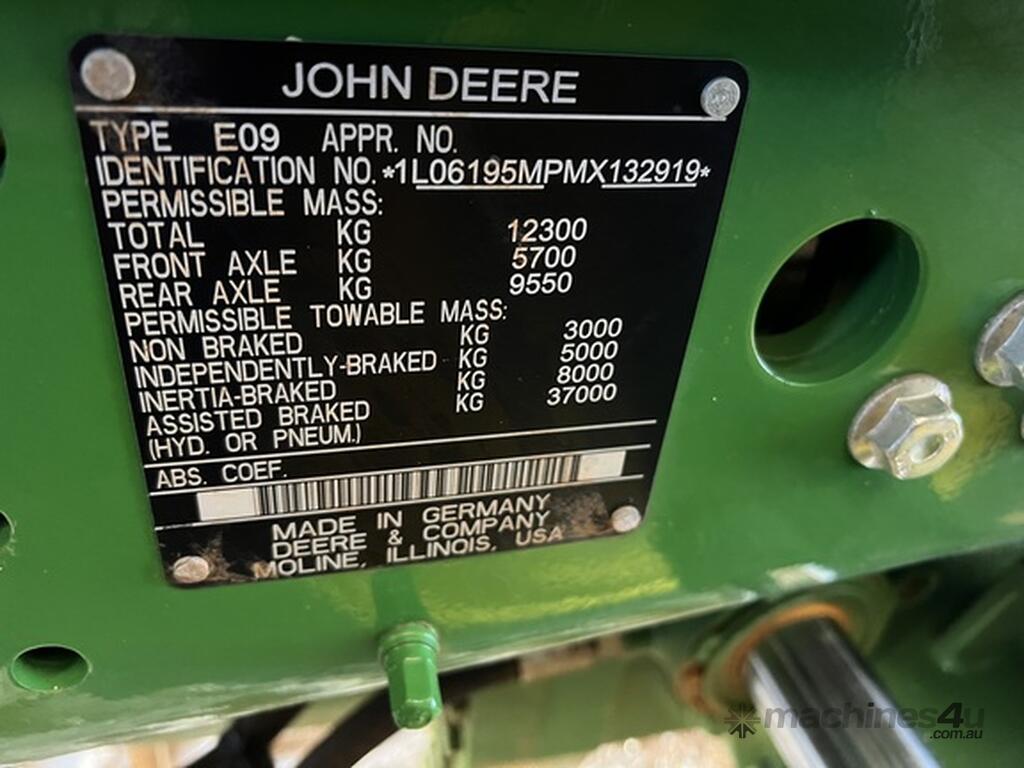 JOHN DEERE
TYPE E09 APPR. NO.
IDENTIFICATION NO. *1L06195MPMX132919*
PERMISSIBLE MASS:
TOTAL KG 12300
FRONT AXLE KG 5700
REAR AXLE KG 9550
PERMISSIBLE TOWABLE MASS:
NON BRAKED KG 3000
INDEPENDENTLY-BRAKED KG 5000
INERTIA-BRAKED KG 8000
ASSISTED BRAKED KG 37000
(HYD. OR PNEUM.)
ABS. COEF.
MADE IN GERMANY
DEERE & COMPANY
MOLINE, ILLINOIS, USA
machines4u
.com.au